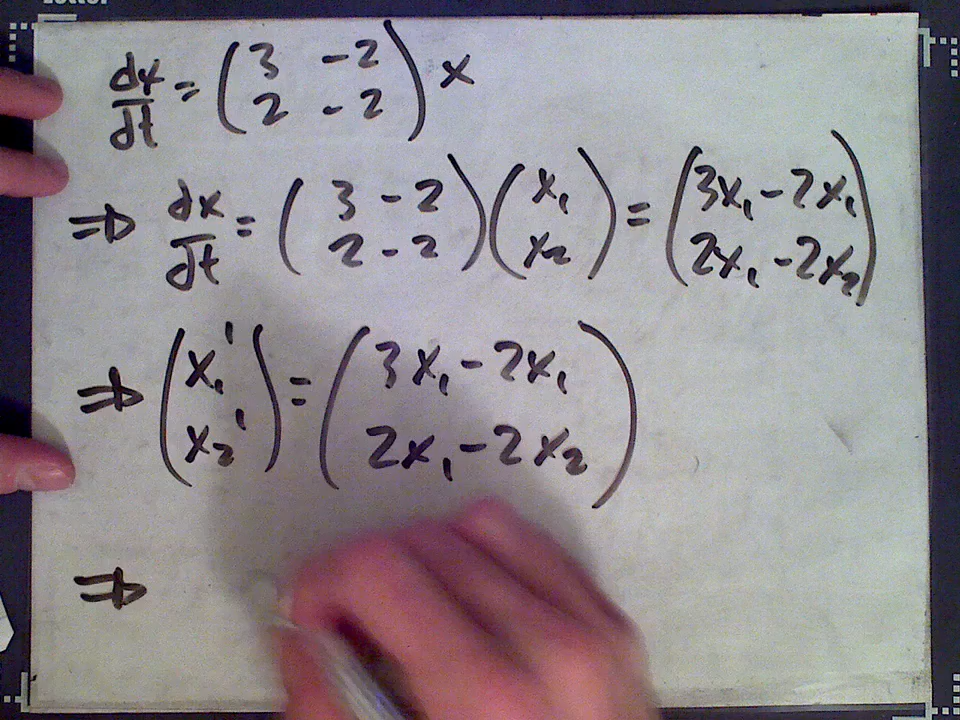 dx/dt = (3 -2; 2 -2) x
⇒ dx/dt = (3 -2; 2 -2)(x₁; x₂) = (3x₁ - 2x₁; 2x₁ - 2x₂)
⇒ (x₁'; x₂') = (3x₁ - 2x₁; 2x₁ - 2x₂)
⇒